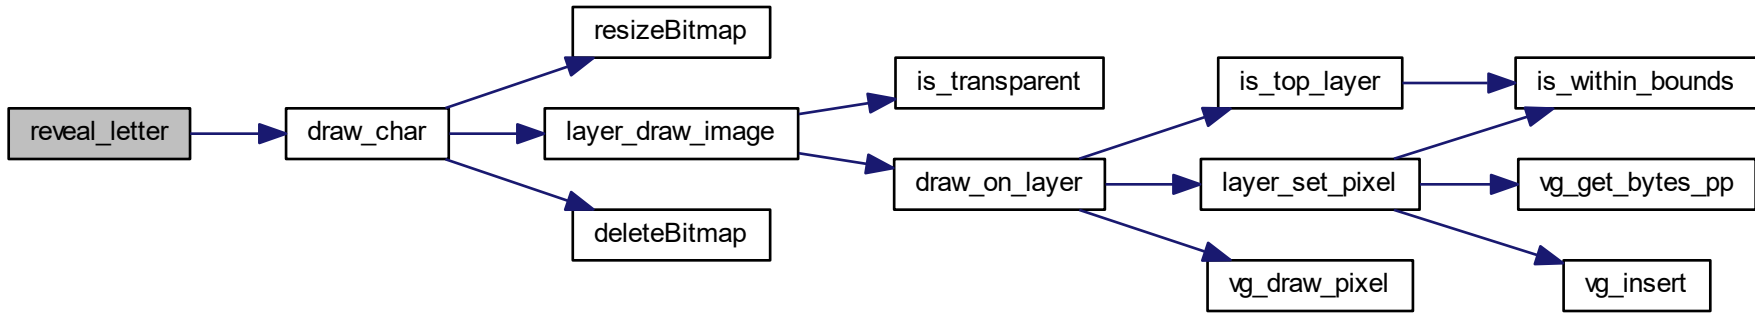 reveal_letter
draw_char
resizeBitmap
layer_draw_image
deleteBitmap
is_transparent
draw_on_layer
is_top_layer
layer_set_pixel
vg_draw_pixel
is_within_bounds
vg_get_bytes_pp
vg_insert